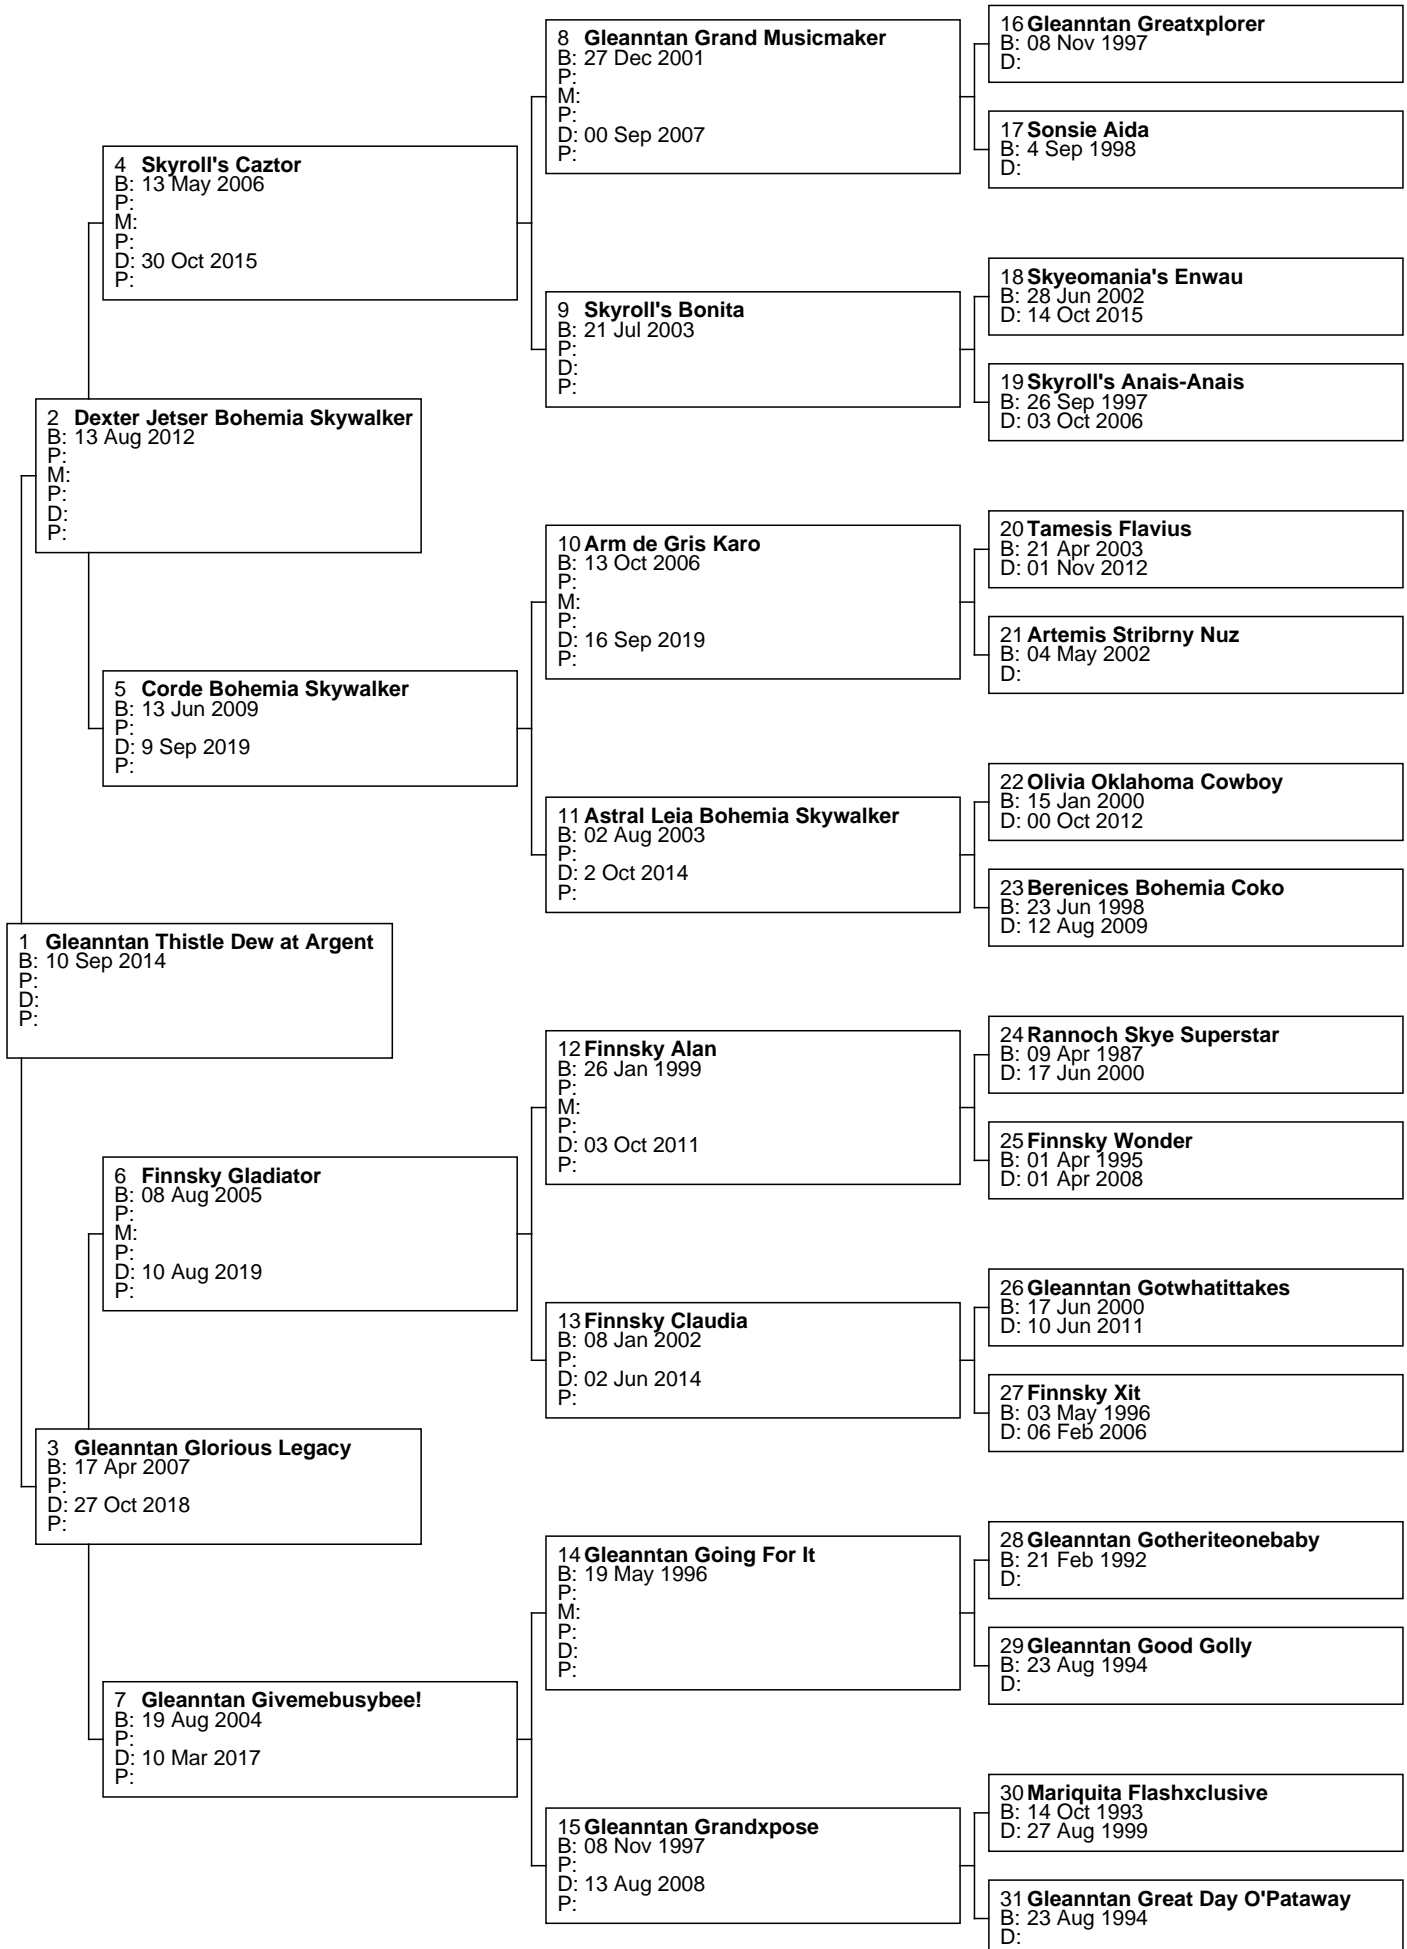 8 Gleanntan Grand Musicmaker
B: 27 Dec 2001
P:
M:
P:
D: 00 Sep 2007
P:
16 Gleanntan Greatxplorer
B: 08 Nov 1997
D:
17 Sonsie Aida
B: 4 Sep 1998
D:
4 Skyroll's Caztor
B: 13 May 2006
P:
M:
P:
D: 30 Oct 2015
P:
9 Skyroll's Bonita
B: 21 Jul 2003
P:
D:
P:
18 Skyeomania's Enwau
B: 28 Jun 2002
D: 14 Oct 2015
19 Skyroll's Anais-Anais
B: 26 Sep 1997
D: 03 Oct 2006
2 Dexter Jetser Bohemia Skywalker
B: 13 Aug 2012
P:
M:
P:
D:
P:
10 Arm de Gris Karo
B: 13 Oct 2006
P:
M:
P:
D: 16 Sep 2019
P:
20 Tamesis Flavius
B: 21 Apr 2003
D: 01 Nov 2012
21 Artemis Stribrny Nuz
B: 04 May 2002
D:
5 Corde Bohemia Skywalker
B: 13 Jun 2009
P:
D: 9 Sep 2019
P:
11 Astral Leia Bohemia Skywalker
B: 02 Aug 2003
P:
D: 2 Oct 2014
P:
22 Olivia Oklahoma Cowboy
B: 15 Jan 2000
D: 00 Oct 2012
23 Berenices Bohemia Coko
B: 23 Jun 1998
D: 12 Aug 2009
1 Gleanntan Thistle Dew at Argent
B: 10 Sep 2014
P:
D:
P:
12 Finnsky Alan
B: 26 Jan 1999
P:
M:
P:
D: 03 Oct 2011
P:
24 Rannoch Skye Superstar
B: 09 Apr 1987
D: 17 Jun 2000
25 Finnsky Wonder
B: 01 Apr 1995
D: 01 Apr 2008
6 Finnsky Gladiator
B: 08 Aug 2005
P:
M:
P:
D: 10 Aug 2019
P:
13 Finnsky Claudia
B: 08 Jan 2002
P:
D: 02 Jun 2014
P:
26 Gleanntan Gotwhatittakes
B: 17 Jun 2000
D: 10 Jun 2011
27 Finnsky Xit
B: 03 May 1996
D: 06 Feb 2006
3 Gleanntan Glorious Legacy
B: 17 Apr 2007
P:
D: 27 Oct 2018
P:
14 Gleanntan Going For It
B: 19 May 1996
P:
M:
P:
D:
P:
28 Gleanntan Gotheriteonebaby
B: 21 Feb 1992
D:
29 Gleanntan Good Golly
B: 23 Aug 1994
D:
7 Gleanntan Givemebusybee!
B: 19 Aug 2004
P:
D: 10 Mar 2017
P:
15 Gleanntan Grandxpose
B: 08 Nov 1997
P:
D: 13 Aug 2008
P:
30 Mariquita Flashxclusive
B: 14 Oct 1993
D: 27 Aug 1999
31 Gleanntan Great Day O'Pataway
B: 23 Aug 1994
D: